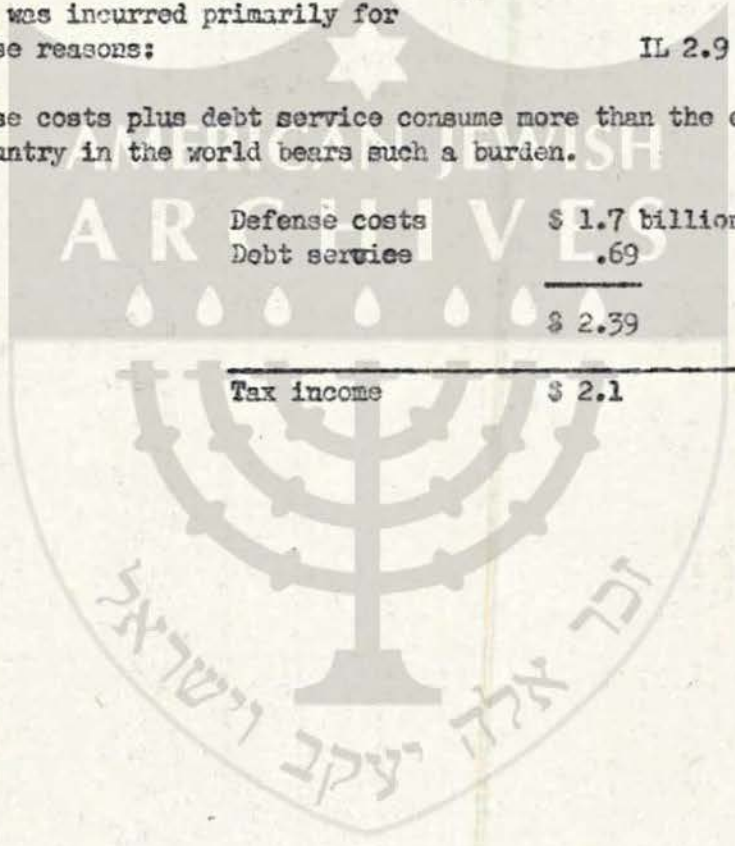 was incurred primarily for
se reasons: IL 2.9
se costs plus debt service consume more than the
untry in the world bears such a burden.
AMERICAN JEWISH
ARCHIVES
Defense costs $ 1.7 billion
Debt service .69
$ 2.39
Tax income $ 2.1
זכר אלה יעקב וישראל